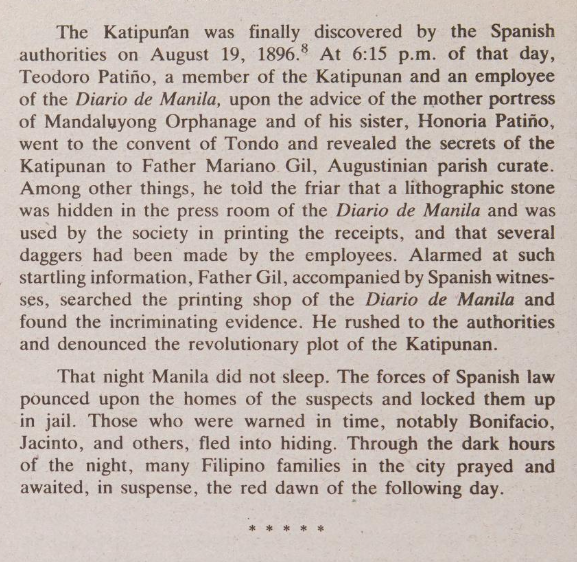 The Katipunan was finally discovered by the Spanish
authorities on August 19, 1896.⁸ At 6:15 p.m. of that day,
Teodoro Patiño, a member of the Katipunan and an employee
of the Diario de Manila, upon the advice of the mother portress
of Mandaluyong Orphanage and of his sister, Honoria Patiño,
went to the convent of Tondo and revealed the secrets of the
Katipunan to Father Mariano Gil, Augustinian parish curate.
Among other things, he told the friar that a lithographic stone
was hidden in the press room of the Diario de Manila and was
used by the society in printing the receipts, and that several
daggers had been made by the employees. Alarmed at such
startling information, Father Gil, accompanied by Spanish witnes-
ses, searched the printing shop of the Diario de Manila and
found the incriminating evidence. He rushed to the authorities
and denounced the revolutionary plot of the Katipunan.
That night Manila did not sleep. The forces of Spanish law
pounced upon the homes of the suspects and locked them up
in jail. Those who were warned in time, notably Bonifacio,
Jacinto, and others, fled into hiding. Through the dark hours
of the night, many Filipino families in the city prayed and
awaited, in suspense, the red dawn of the following day.
* * * * *